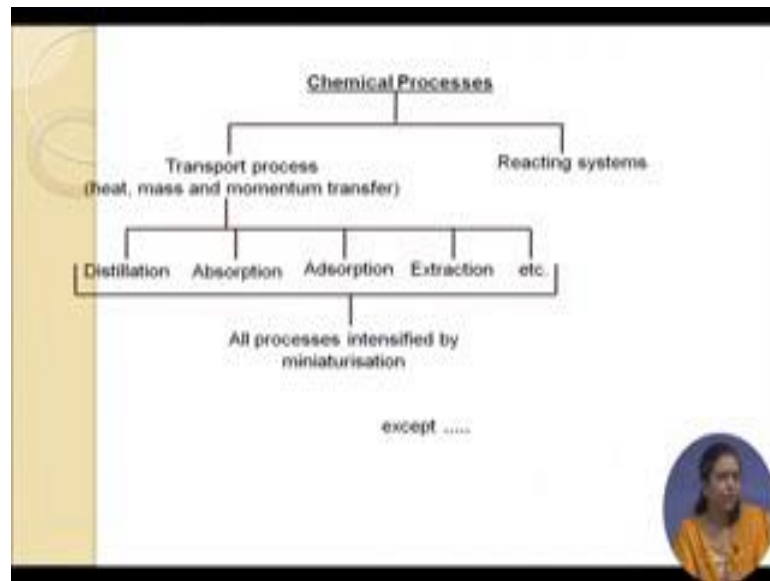 Chemical Processes
Transport process
(heat, mass and momentum transfer)
Reacting systems
Distillation Absorption Adsorption Extraction etc.
All processes intensified by
miniaturisation
except .....